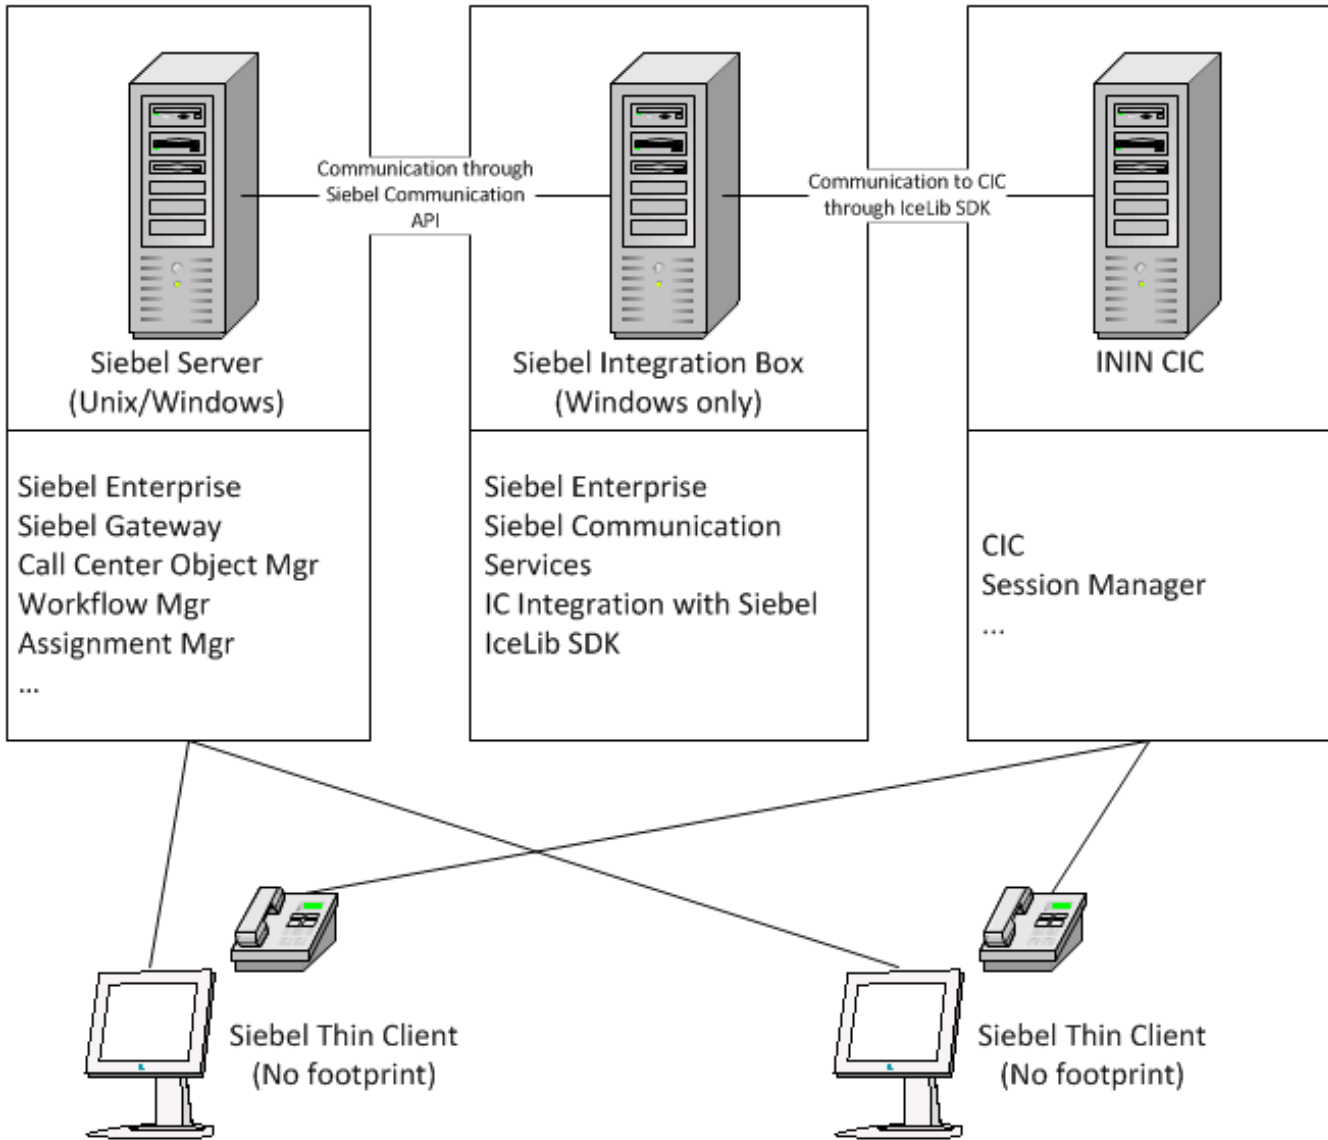 Communication through
Siebel Communication
API
Communication to CIC
through IceLib SDK
Siebel Server
(Unix/Windows)
Siebel Integration Box
(Windows only)
ININ CIC
Siebel Enterprise
Siebel Gateway
Call Center Object Mgr
Workflow Mgr
Assignment Mgr
...
Siebel Enterprise
Siebel Communication
Services
IC Integration with Siebel
IceLib SDK
CIC
Session Manager
...
Siebel Thin Client
(No footprint)
Siebel Thin Client
(No footprint)